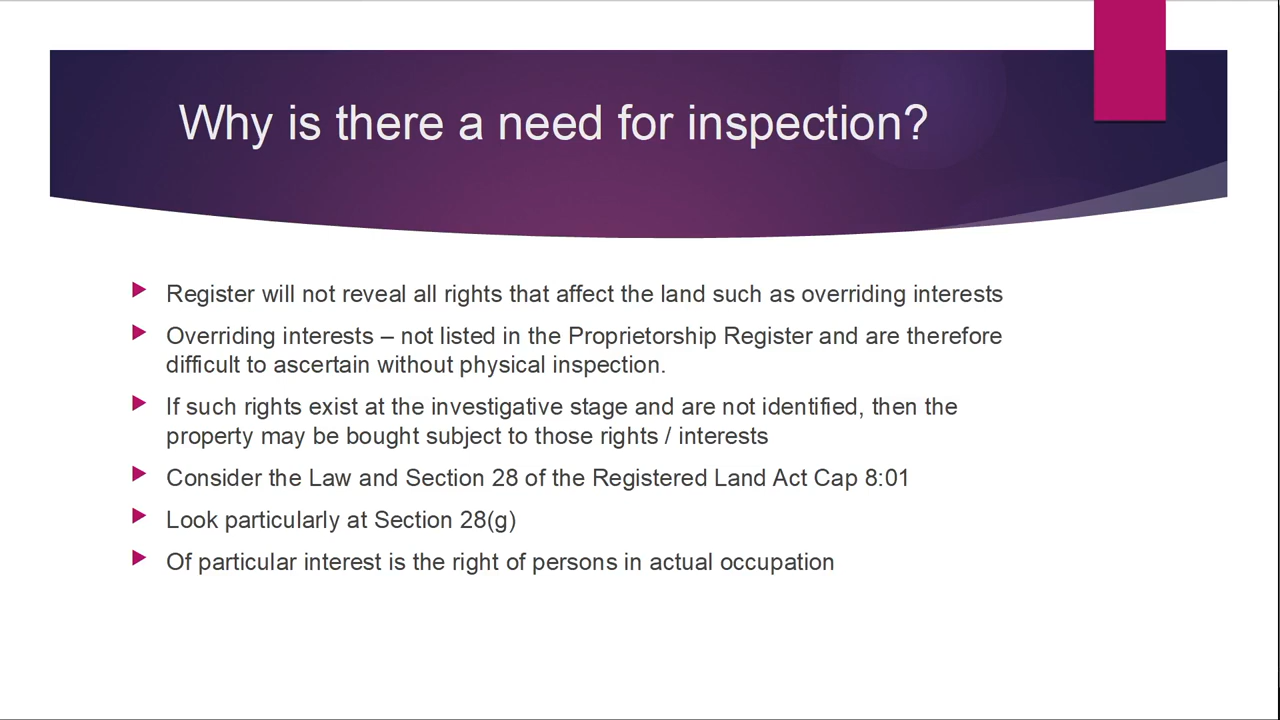 Why is there a need for inspection?
Register will not reveal all rights that affect the land such as overriding interests
Overriding interests – not listed in the Proprietorship Register and are therefore
difficult to ascertain without physical inspection.
If such rights exist at the investigative stage and are not identified, then the
property may be bought subject to those rights / interests
Consider the Law and Section 28 of the Registered Land Act Cap 8:01
Look particularly at Section 28(g)
Of particular interest is the right of persons in actual occupation